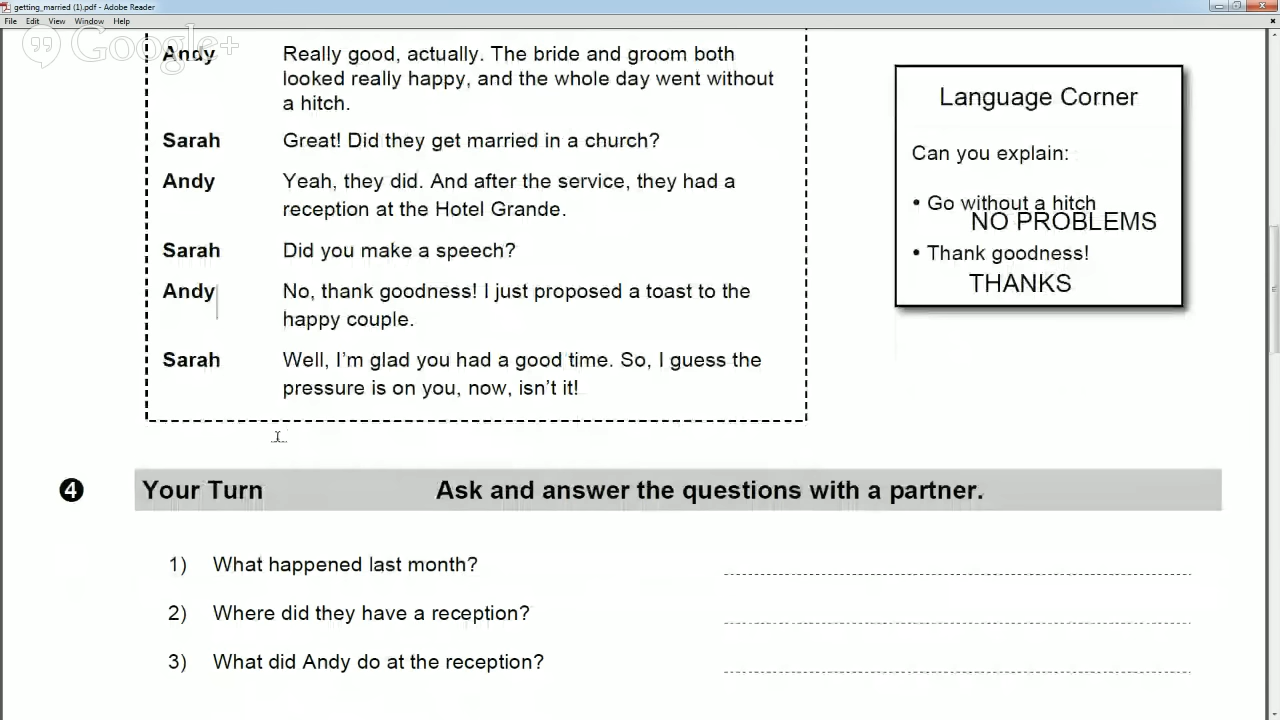 getting_married (1).pdf - Adobe Reader
File Edit View Window Help
Google+
Andy Really good, actually. The bride and groom both
looked really happy, and the whole day went without
a hitch.
Sarah Great! Did they get married in a church?
Andy Yeah, they did. And after the service, they had a
reception at the Hotel Grande.
Sarah Did you make a speech?
Andy No, thank goodness! I just proposed a toast to the
happy couple.
Sarah Well, I'm glad you had a good time. So, I guess the
pressure is on you, now, isn't it!
Language Corner
Can you explain:
• Go without a hitch
NO PROBLEMS
• Thank goodness!
THANKS
4 Your Turn Ask and answer the questions with a partner.
1) What happened last month?
2) Where did they have a reception?
3) What did Andy do at the reception?